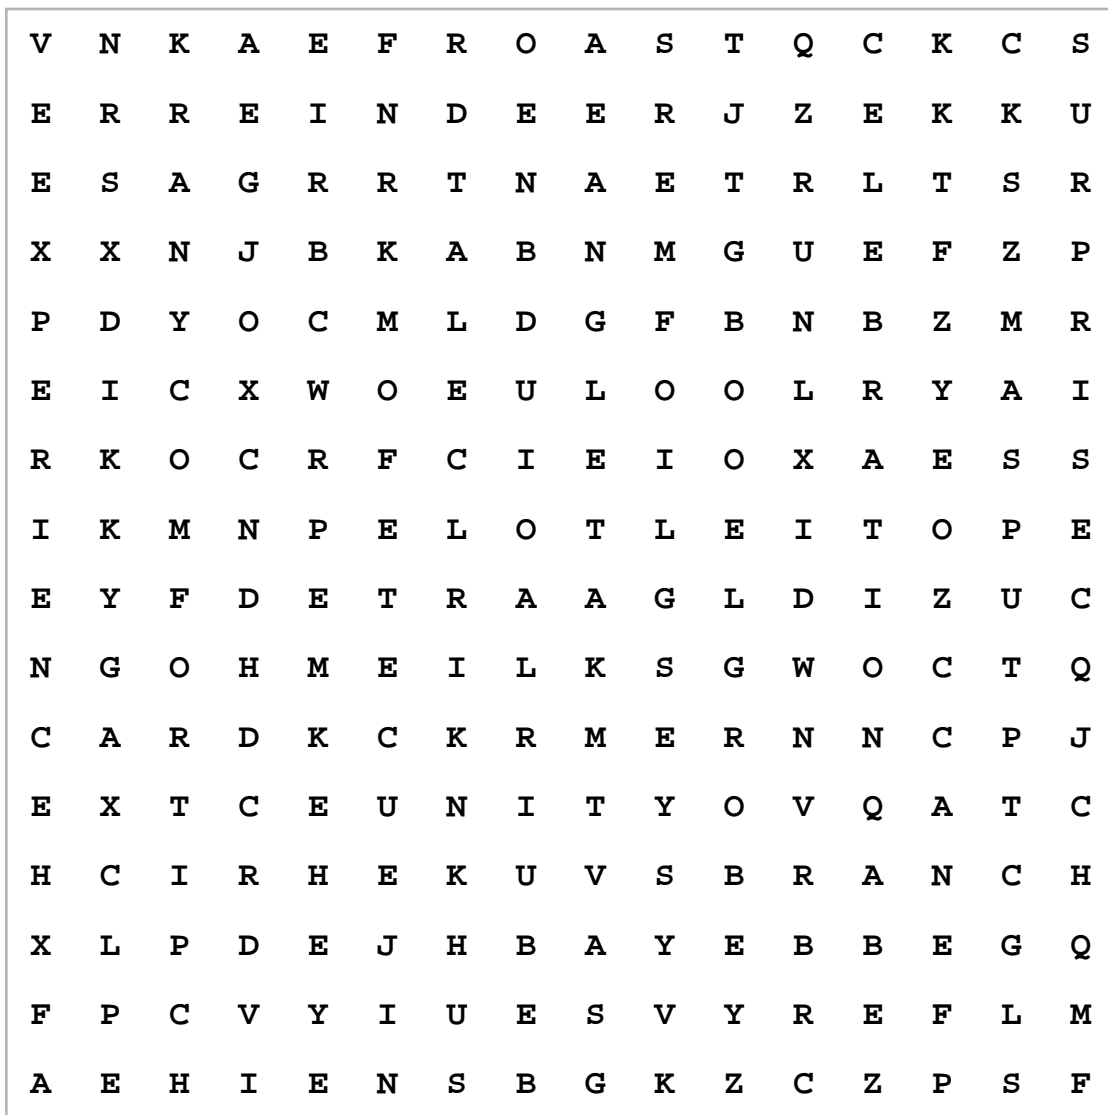 V N K A E F R O A S T Q C K C S
E R R E I N D E E R J Z E K K U
E S A G R R T N A E T R L T S R
X X N J B K A B N M G U E F Z P
P D Y O C M L D G F B N B Z M R
E I C X W O E U L O O L R Y A I
R K O C R F C I E I O X A E S S
I K M N P E L O T L E I T O P E
E Y F D E T R A A G L D I Z U C
N G O H M E I L K S G W O C T Q
C A R D K C K R M E R N N C P J
E X T C E U N I T Y O V Q A T C
H C I R H E K U V S B R A N C H
X L P D E J H B A Y E B B E G Q
F P C V Y I U E S V Y R E F L M
A E H I E N S B G K Z C Z P S F